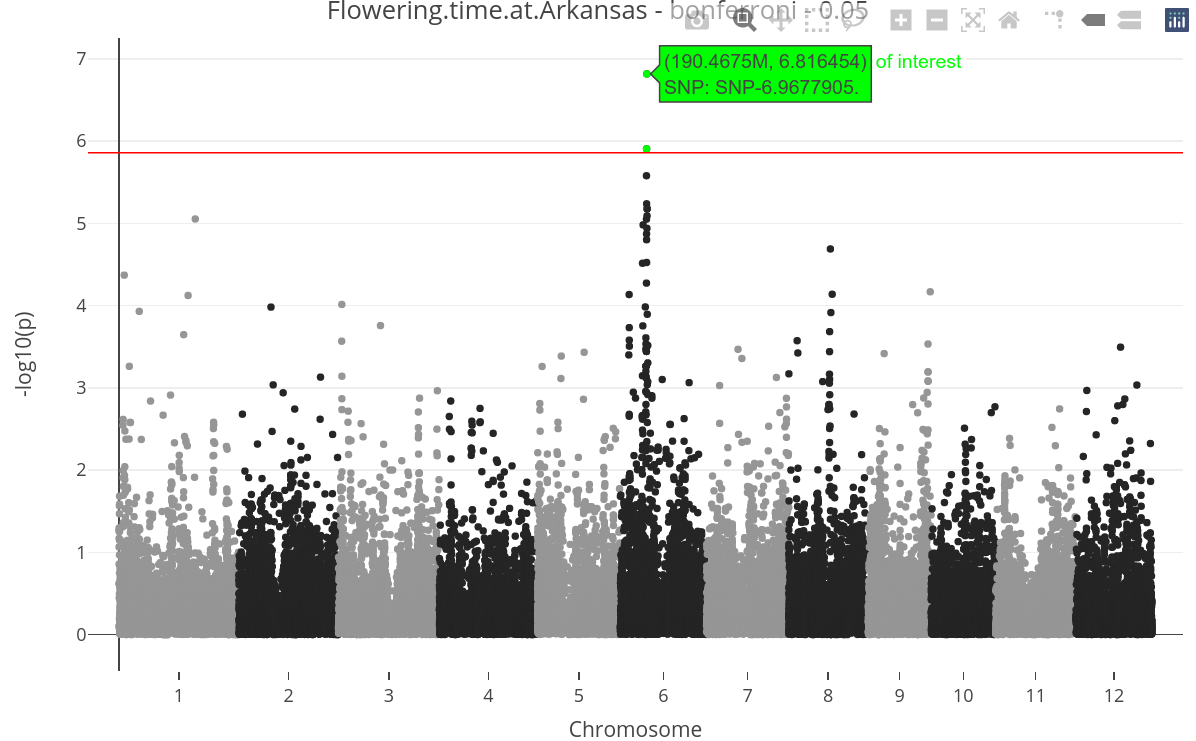 Flowering.time.at.Arkansas - bonferroni - 0.05
7
(190.4675M, 6.816454)
of interest
SNP: SNP-6.9677905.
6
5
4
3
2
1
0
-log10(p)
1 2 3 4 5 6 7 8 9 10 11 12
Chromosome